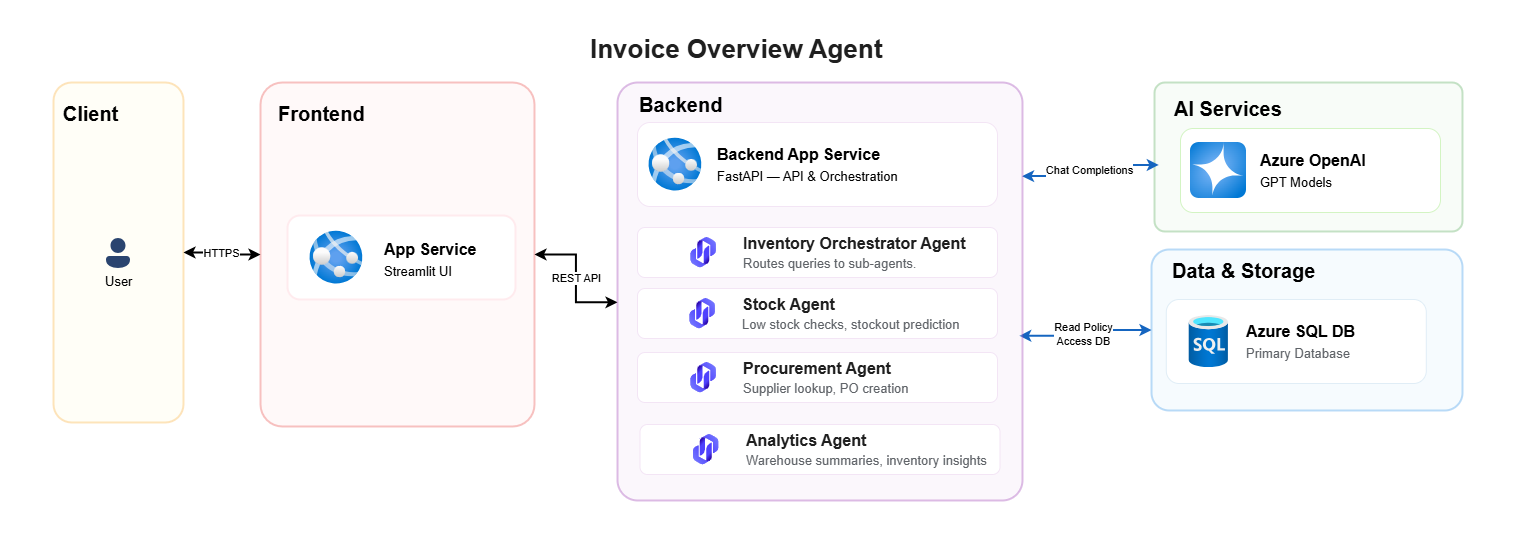 Invoice Overview Agent
Client
User
HTTPS
Frontend
App Service
Streamlit UI
REST API
Backend
Backend App Service
FastAPI — API & Orchestration
Inventory Orchestrator Agent
Routes queries to sub-agents.
Stock Agent
Low stock checks, stockout prediction
Procurement Agent
Supplier lookup, PO creation
Analytics Agent
Warehouse summaries, inventory insights
Chat Completions
Read Policy
Access DB
AI Services
Azure OpenAI
GPT Models
Data & Storage
SQL
Azure SQL DB
Primary Database